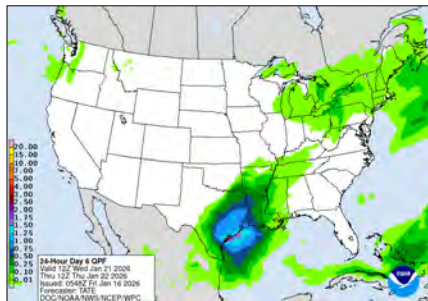 20.00
15.00
10.00
7.00
5.00
4.00
3.00
2.50
2.00
1.75
1.50
1.25
1.00
0.75
0.50
0.25
0.10
0.01
24-Hour Day 6 QPF
Valid 12Z Wed Jan 21 2026
Thru 12Z Thu Jan 22 2026
Issued: 0548Z Fri Jan 16 2026
Forecaster: TATE
DOC/NOAA/NWS/NCEP/WPC
NOAA